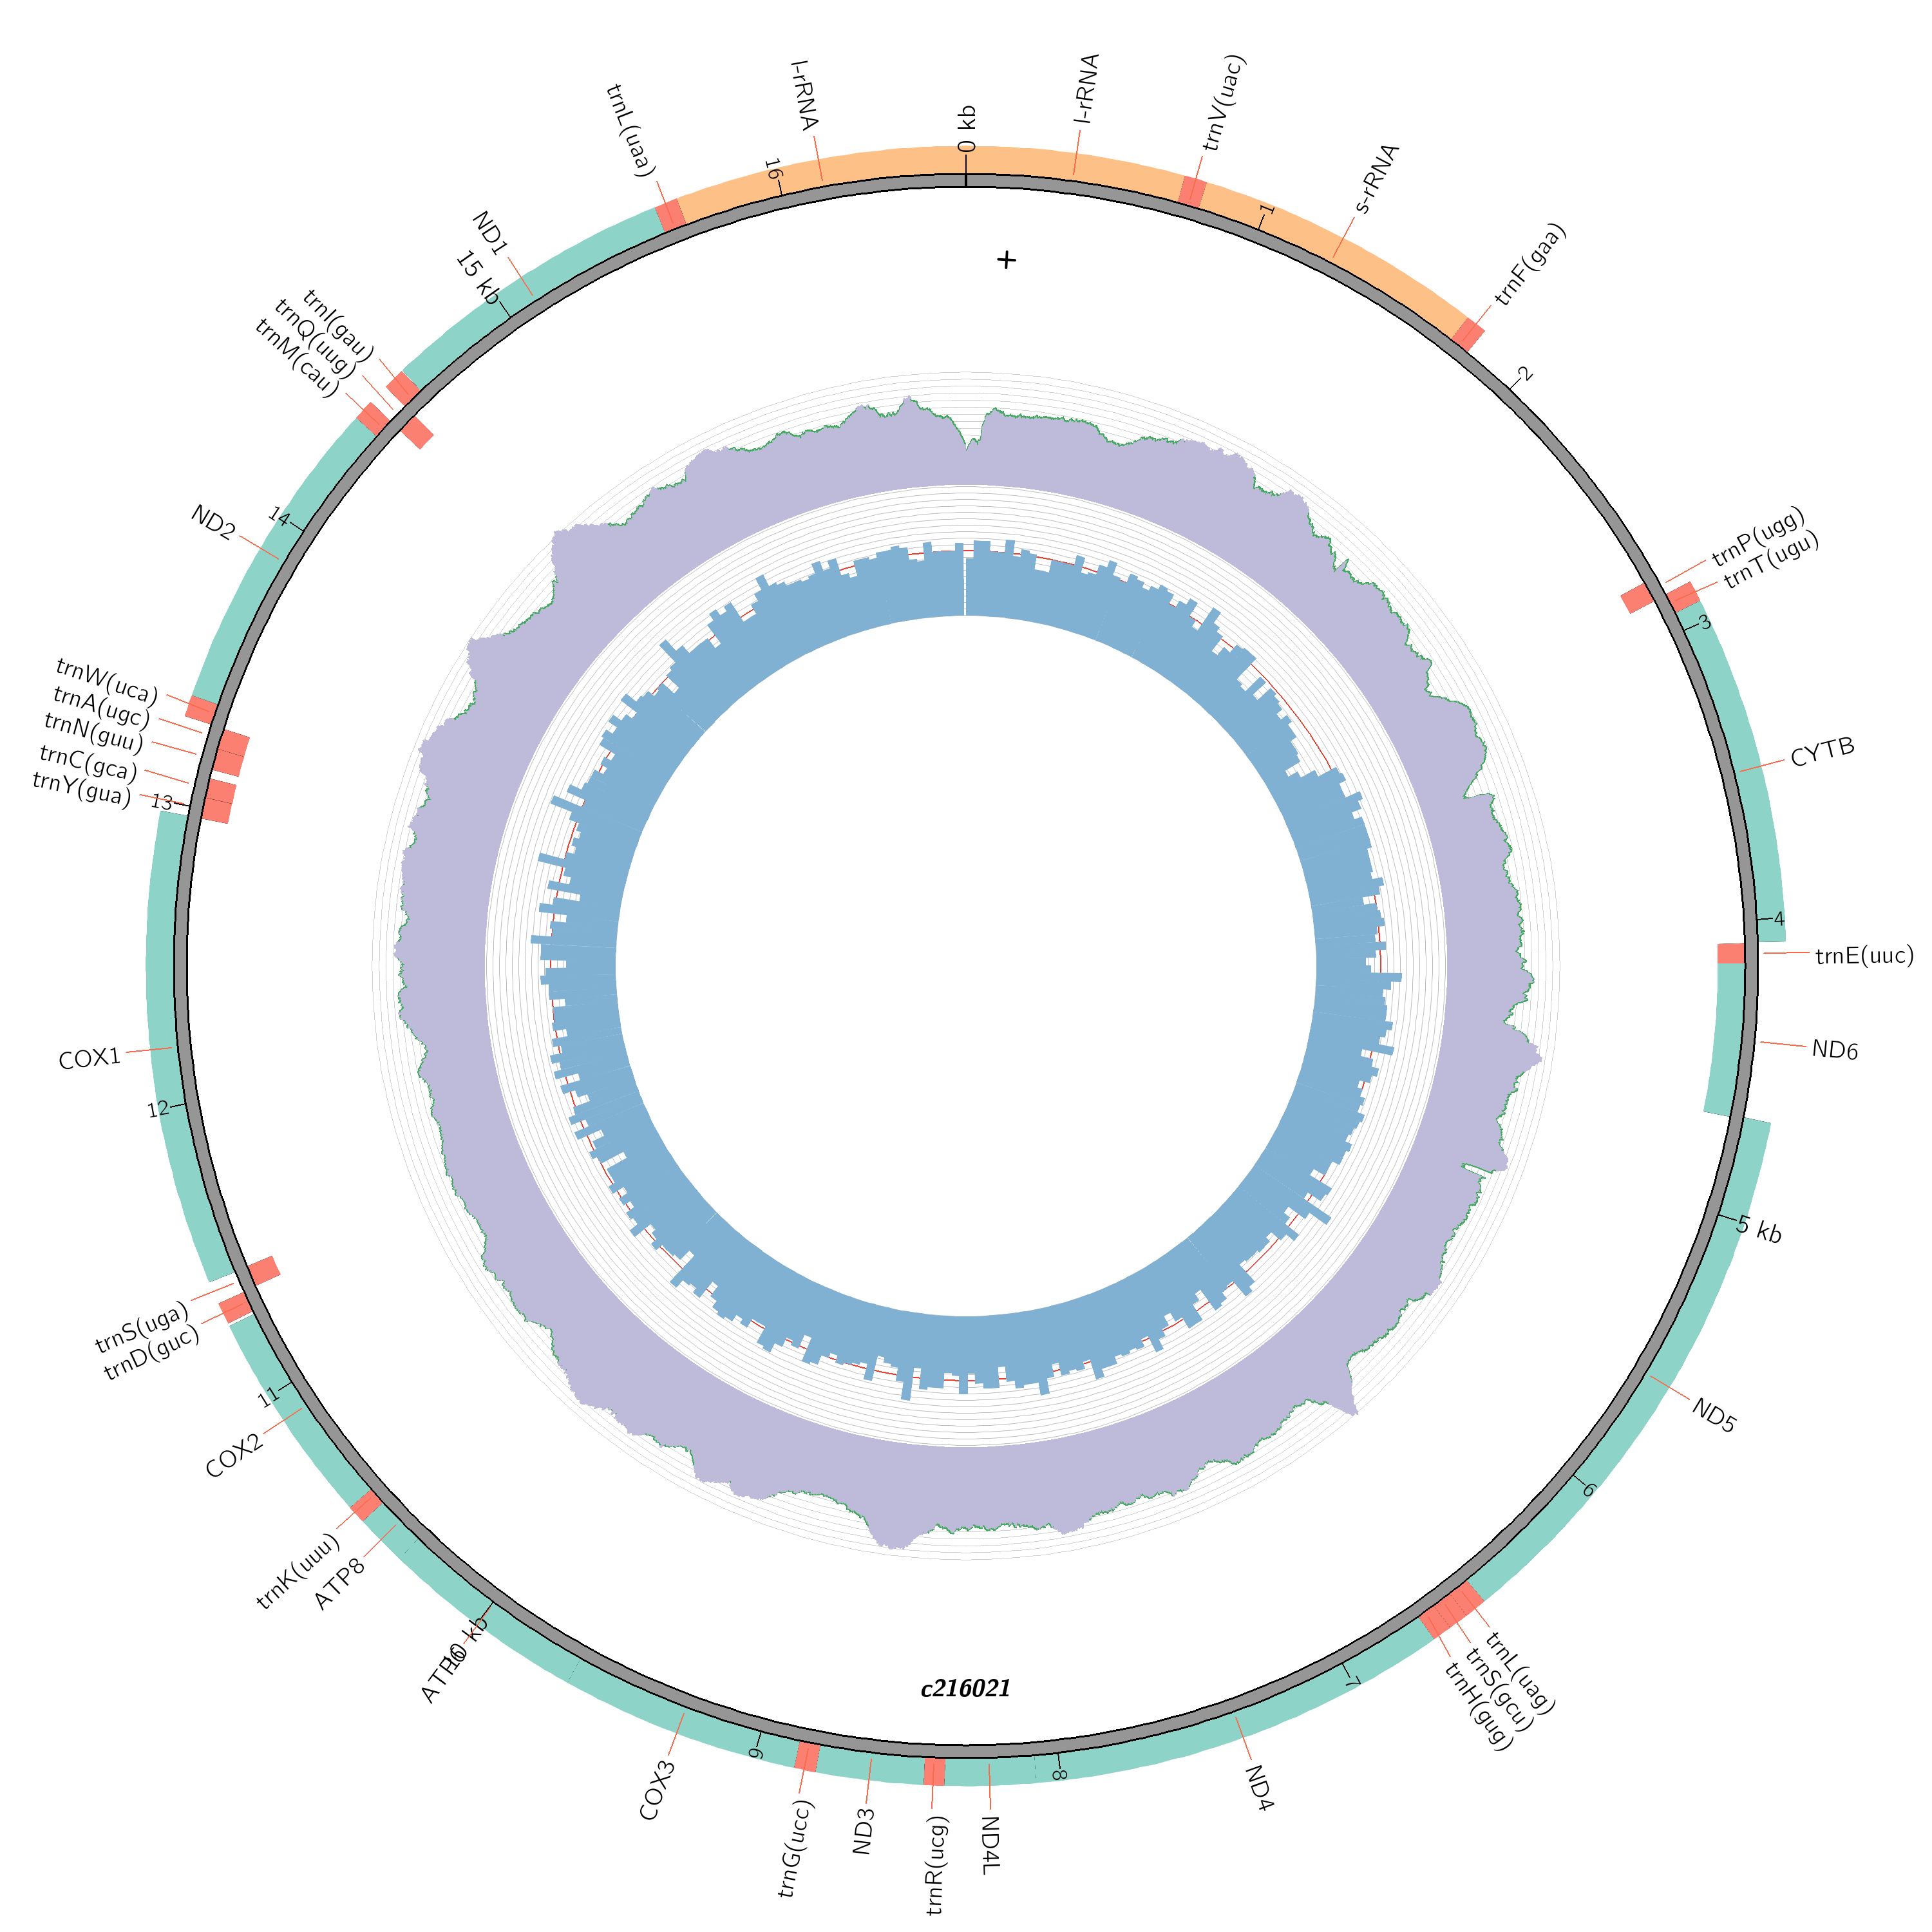 0 kb
l-rRNA
trnV(uac)
1
s-rRNA
trnF(gaa)
2
trnP(ugg)
trnT(ugu)
3
CYTB
4
trnE(uuc)
ND6
5 kb
ND5
6
trnL(uag)
trnS(gcu)
trnH(gug)
7
ND4
8
ND4L
trnR(ucg)
ND3
trnG(ucc)
9
COX3
10 kb
ATP6
ATP8
trnK(uuu)
COX2
11
trnD(guc)
trnS(uga)
12
COX1
13
trnY(gua)
trnC(gca)
trnN(guu)
trnA(ugc)
trnW(uca)
14
ND2
trnM(cau)
trnQ(uug)
trnI(gau)
15 kb
ND1
trnL(uaa)
16
l-rRNA
+
c216021